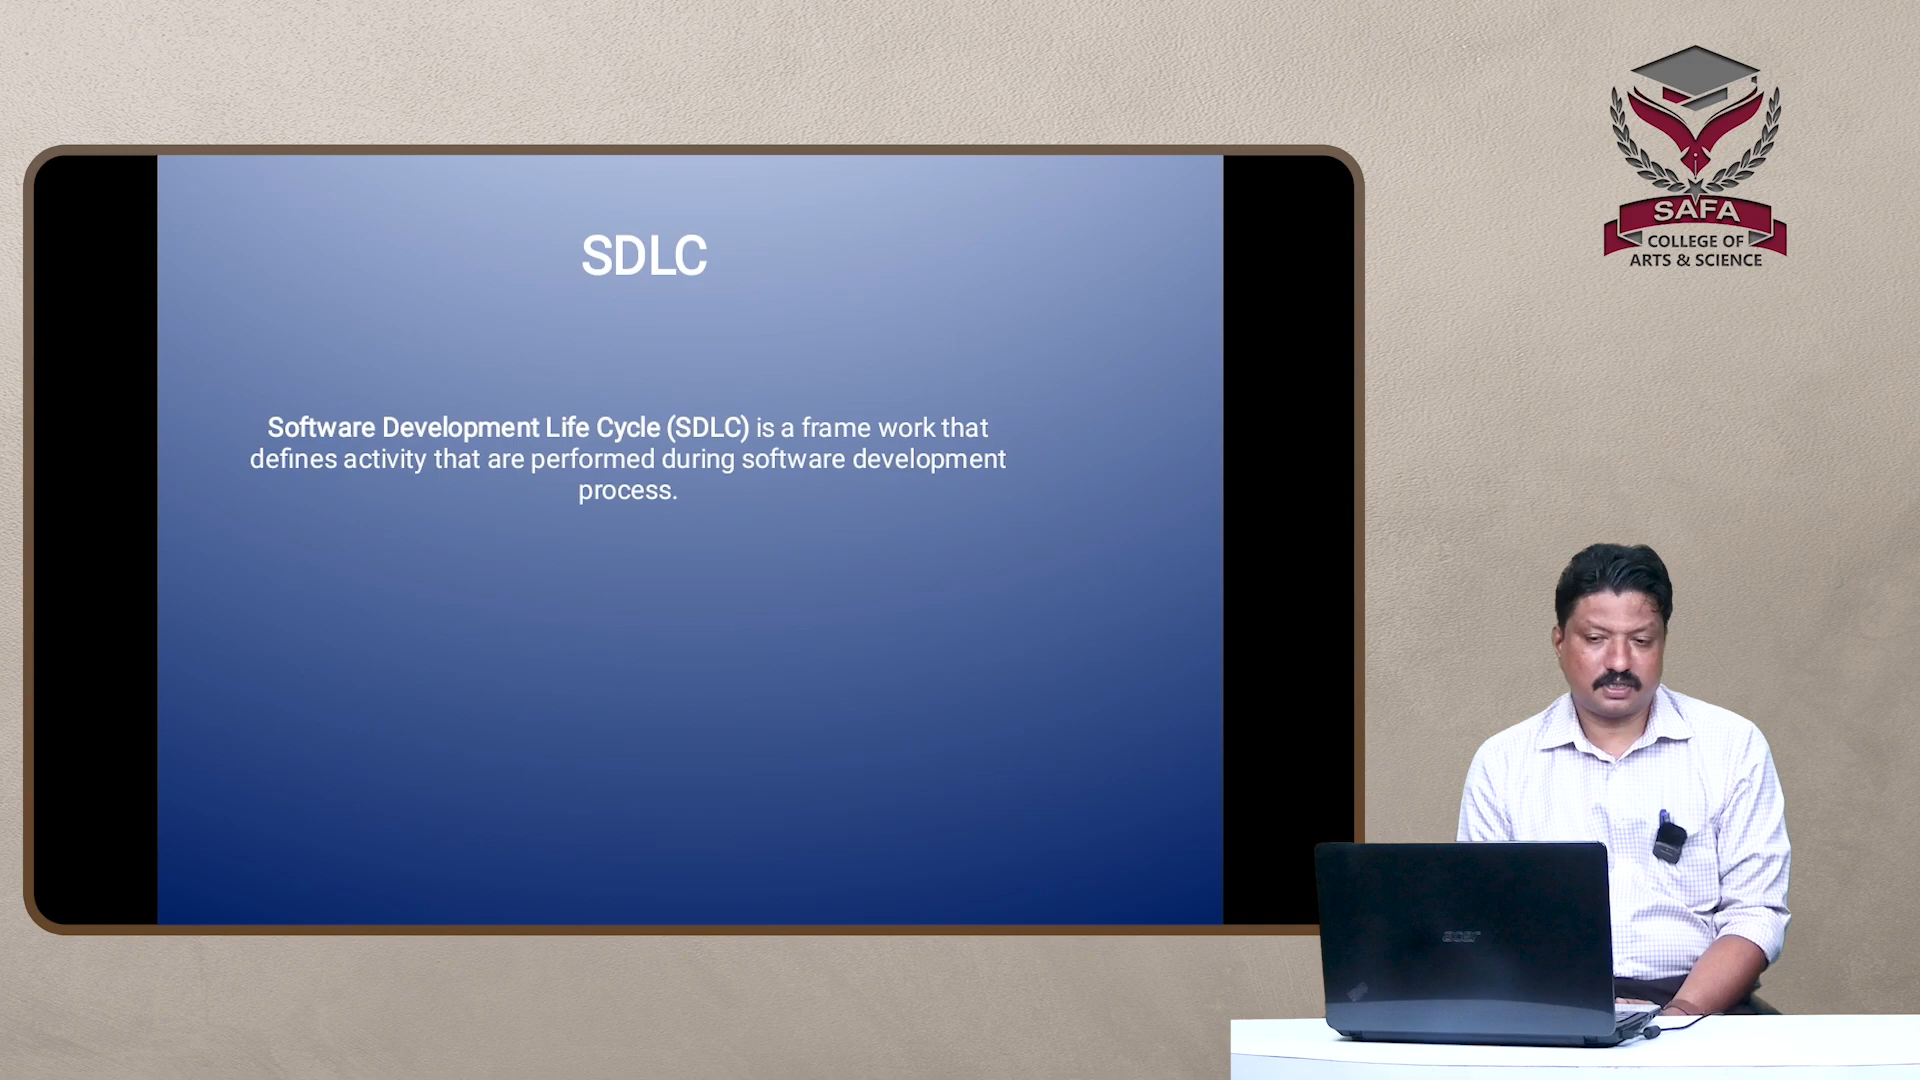 SDLC
Software Development Life Cycle (SDLC) is a frame work that
defines activity that are performed during software development
process.
SAFA
COLLEGE OF
ARTS & SCIENCE
acer